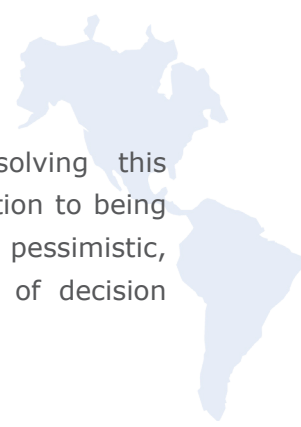 solving this
tion to being
pessimistic,
of decision